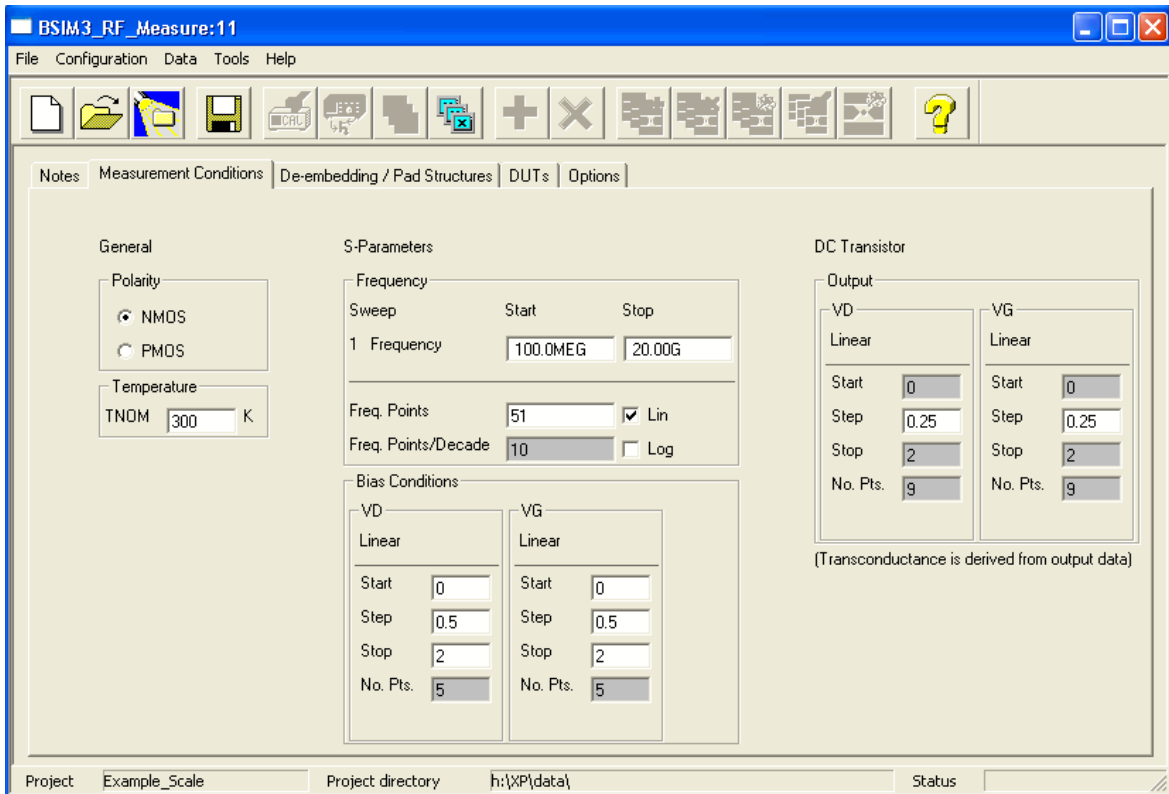 BSIM3_RF_Measure:11
File Configuration Data Tools Help
CAL
Notes Measurement Conditions De-embedding / Pad Structures DUTs Options
General
Polarity
NMOS
PMOS
Temperature
TNOM 300 K
S-Parameters
Frequency
Sweep Start Stop
1 Frequency 100.0MEG 20.00G
Freq. Points 51 Lin
Freq. Points/Decade 10 Log
Bias Conditions
VD
Linear
Start 0
Step 0.5
Stop 2
No. Pts. 5
VG
Linear
Start 0
Step 0.5
Stop 2
No. Pts. 5
DC Transistor
Output
VD
Linear
Start 0
Step 0.25
Stop 2
No. Pts. 9
VG
Linear
Start 0
Step 0.25
Stop 2
No. Pts. 9
(Transconductance is derived from output data)
Project Example_Scale Project directory h:\XP\data\ Status